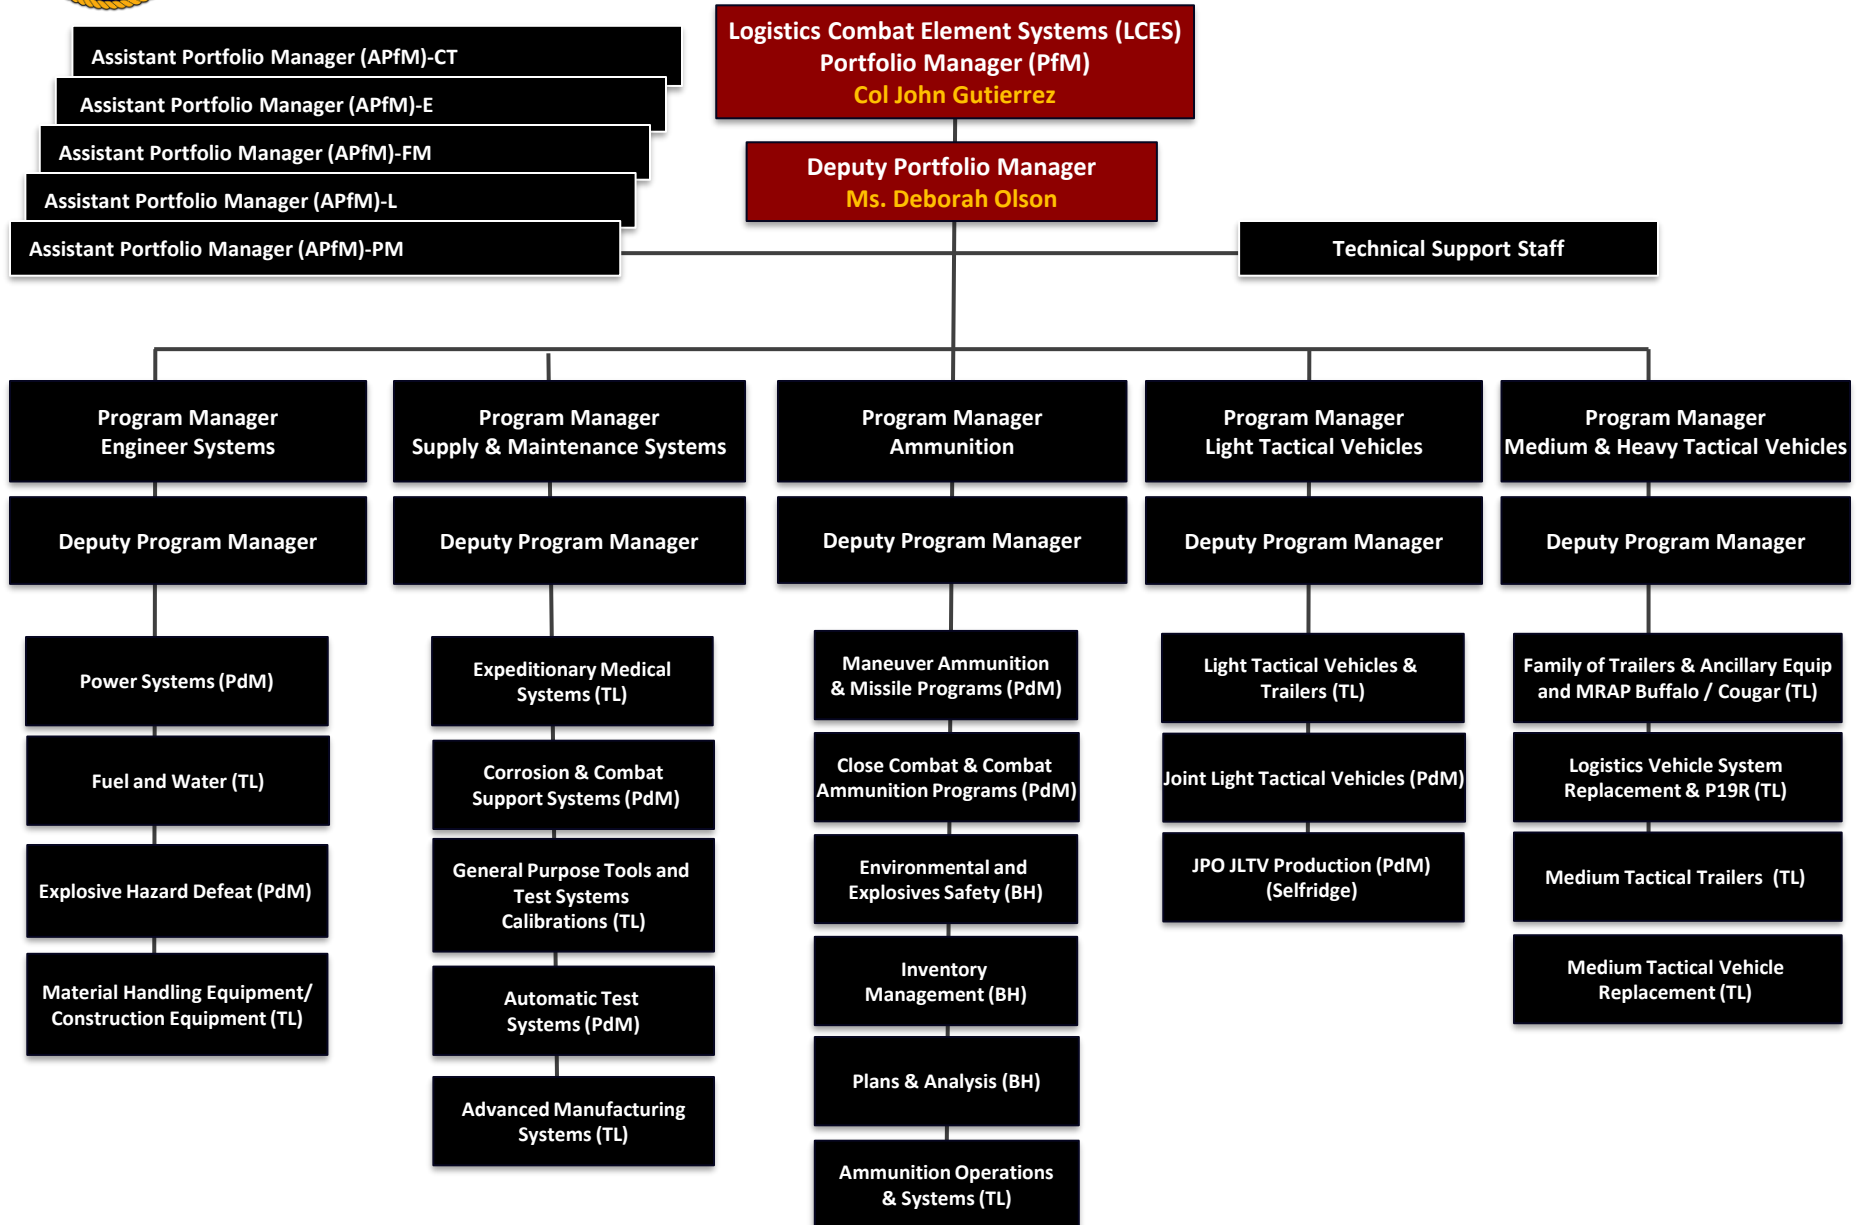 Logistics Combat Element Systems (LCES)
Portfolio Manager (PfM)
Col John Gutierrez
Deputy Portfolio Manager
Ms. Deborah Olson
Assistant Portfolio Manager (APfM)-CT
Assistant Portfolio Manager (APfM)-E
Assistant Portfolio Manager (APfM)-FM
Assistant Portfolio Manager (APfM)-L
Assistant Portfolio Manager (APfM)-PM
Technical Support Staff
Program Manager
Engineer Systems
Deputy Program Manager
Power Systems (PdM)
Fuel and Water (TL)
Explosive Hazard Defeat (PdM)
Material Handling Equipment/
Construction Equipment (TL)
Program Manager
Supply & Maintenance Systems
Deputy Program Manager
Expeditionary Medical
Systems (TL)
Corrosion & Combat
Support Systems (PdM)
General Purpose Tools and
Test Systems
Calibrations (TL)
Automatic Test
Systems (PdM)
Advanced Manufacturing
Systems (TL)
Program Manager
Ammunition
Deputy Program Manager
Maneuver Ammunition
& Missile Programs (PdM)
Close Combat & Combat
Ammunition Programs (PdM)
Environmental and
Explosives Safety (BH)
Inventory
Management (BH)
Plans & Analysis (BH)
Ammunition Operations
& Systems (TL)
Program Manager
Light Tactical Vehicles
Deputy Program Manager
Light Tactical Vehicles &
Trailers (TL)
Joint Light Tactical Vehicles (PdM)
JPO JLTV Production (PdM)
(Selfridge)
Program Manager
Medium & Heavy Tactical Vehicles
Deputy Program Manager
Family of Trailers & Ancillary Equip
and MRAP Buffalo / Cougar (TL)
Logistics Vehicle System
Replacement & P19R (TL)
Medium Tactical Trailers (TL)
Medium Tactical Vehicle
Replacement (TL)